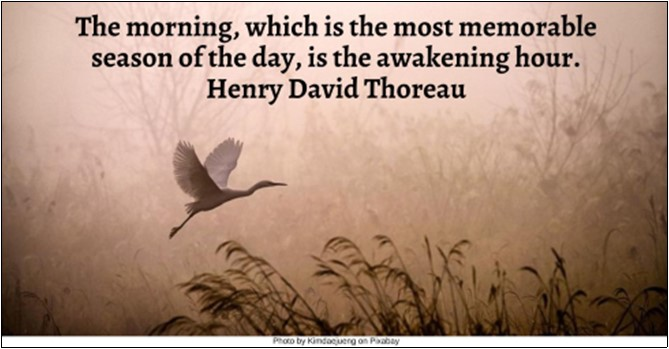 The morning, which is the most memorable
season of the day, is the awakening hour.
Henry David Thoreau
Photo by Kimdaejeung on Pixabay